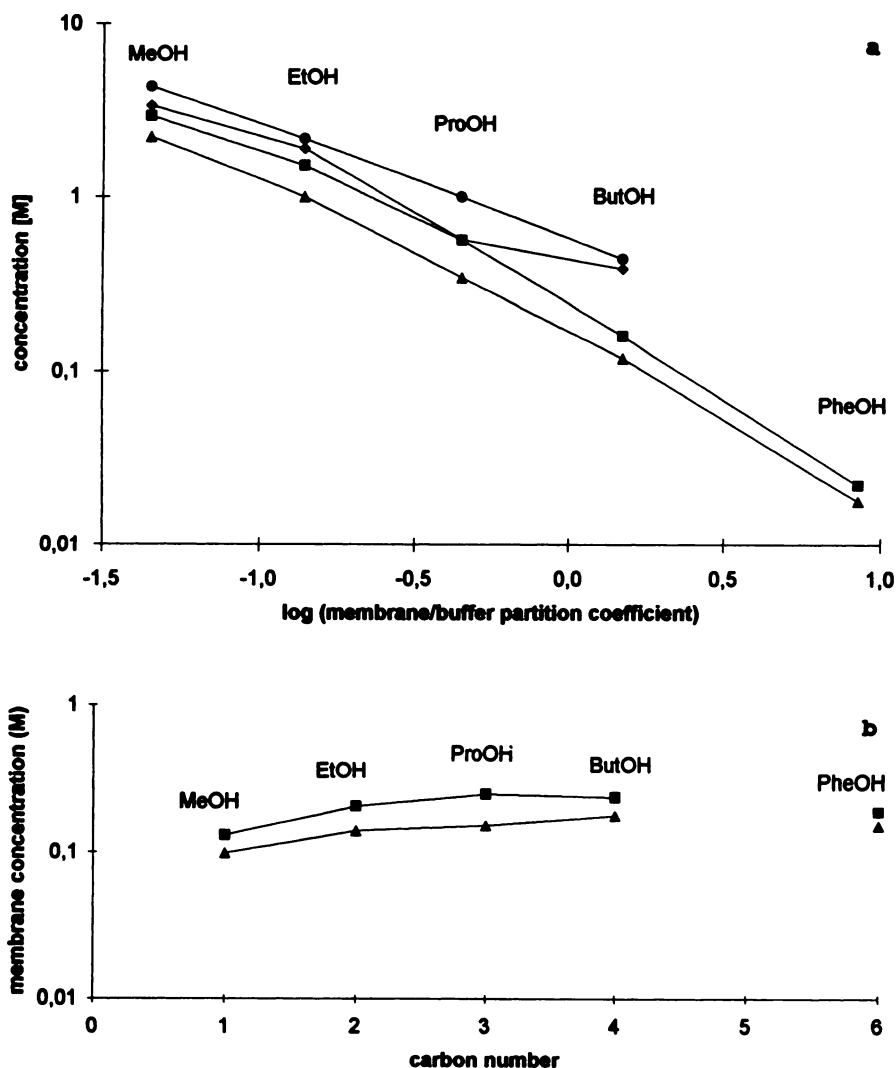 10
a
MeOH
EtOH
ProOH
ButOH
1
concentration [M]
0,1
PheOH
0,01
-1,5 -1,0 -0,5 0,0 0,5 1,0
log (membrane/buffer partition coefficient)
1
b
MeOH
EtOH
ProOH
ButOH
PheOH
membrane concentration (M)
0,1
0,01
0 1 2 3 4 5 6
carbon number